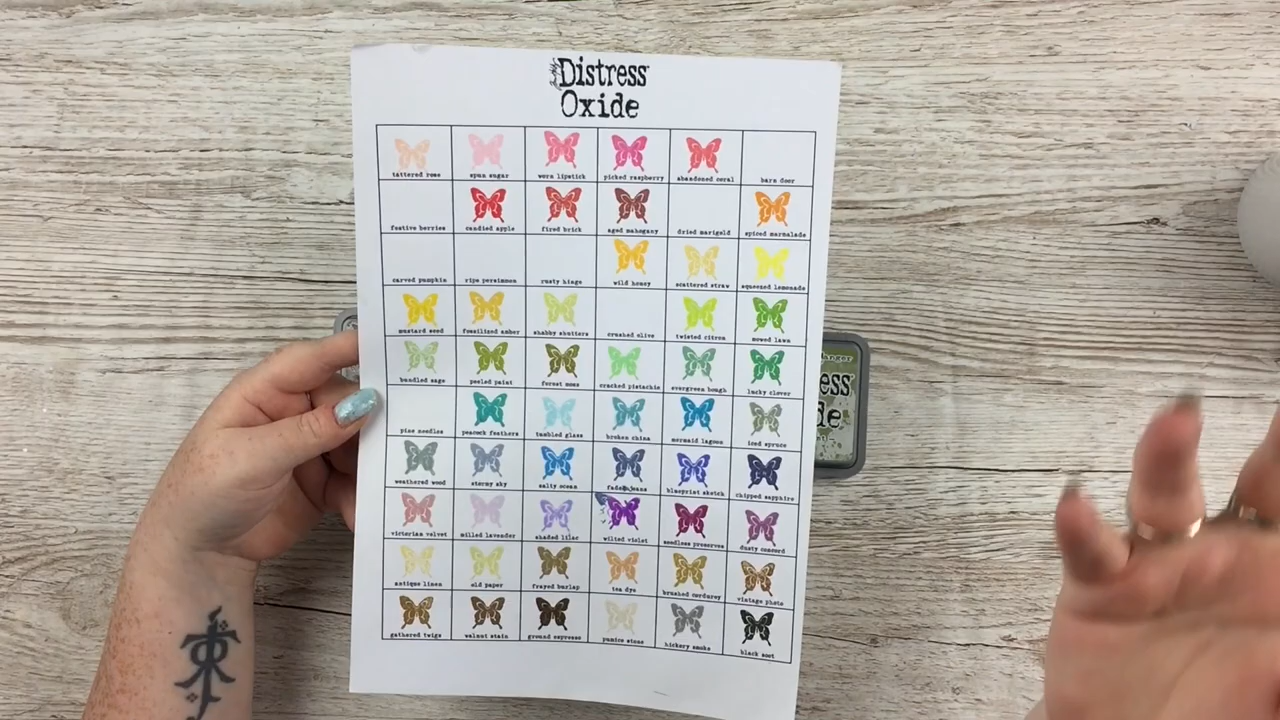 Distress
Oxide
tattered rose spun sugar worn lipstick picked raspberry abandoned coral barn door
festive berries candied apple fired brick aged mahogany dried marigold spiced marmalade
carved pumpkin ripe persimmon rusty hinge wild honey scattered straw squeezed lemonade
mustard seed fossilized amber shabby shutters crushed olive twisted citron mowed lawn
bundled sage peeled paint forest moss cracked pistachio evergreen bough lucky clover
pine needles peacock feathers tumbled glass broken china mermaid lagoon iced spruce
weathered wood stormy sky salty ocean faded jeans blueprint sketch chipped sapphire
victorian velvet milled lavender shaded lilac wilted violet seedless preserves dusty concord
antique linen old paper frayed burlap tea dye brushed corduroy vintage photo
gathered twigs walnut stain ground espresso pumice stone hickory smoke black soot
anger
ess
de